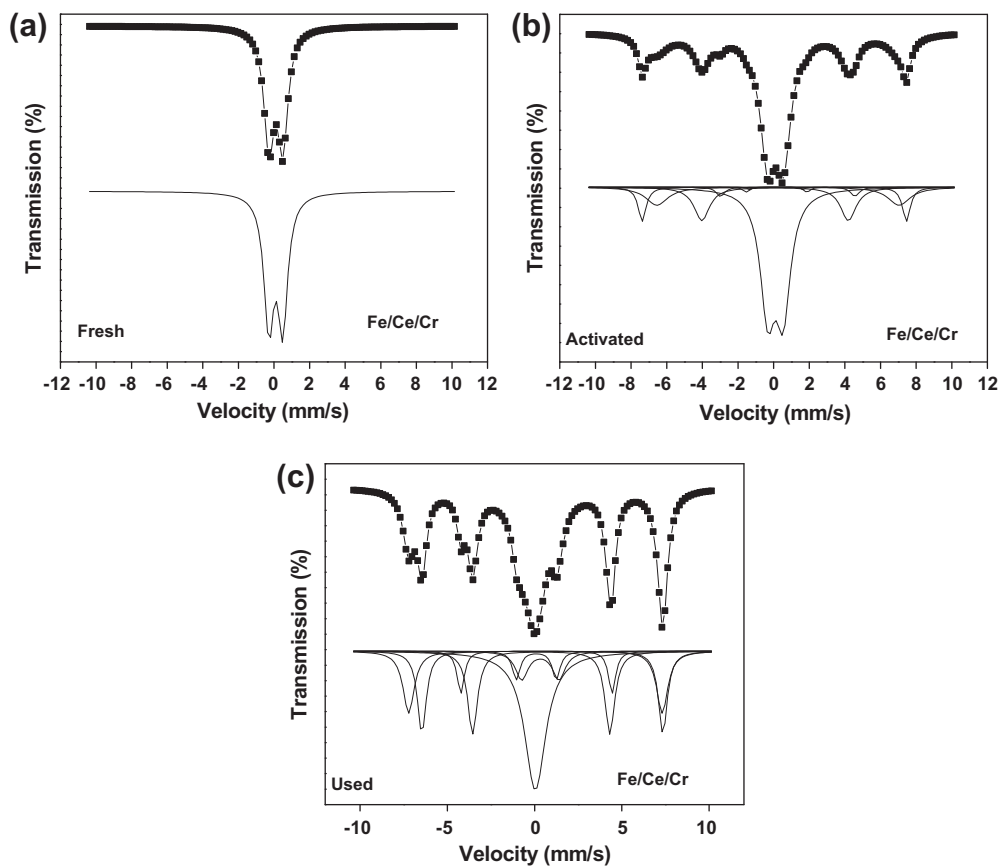 (a)
Transmission (%)
Fresh
Fe/Ce/Cr
-12 -10 -8 -6 -4 -2 0 2 4 6 8 10 12
Velocity (mm/s)
(b)
Transmission (%)
Activated
Fe/Ce/Cr
-12 -10 -8 -6 -4 -2 0 2 4 6 8 10 12
Velocity (mm/s)
(c)
Transmission (%)
Used
Fe/Ce/Cr
-10 -5 0 5 10
Velocity (mm/s)